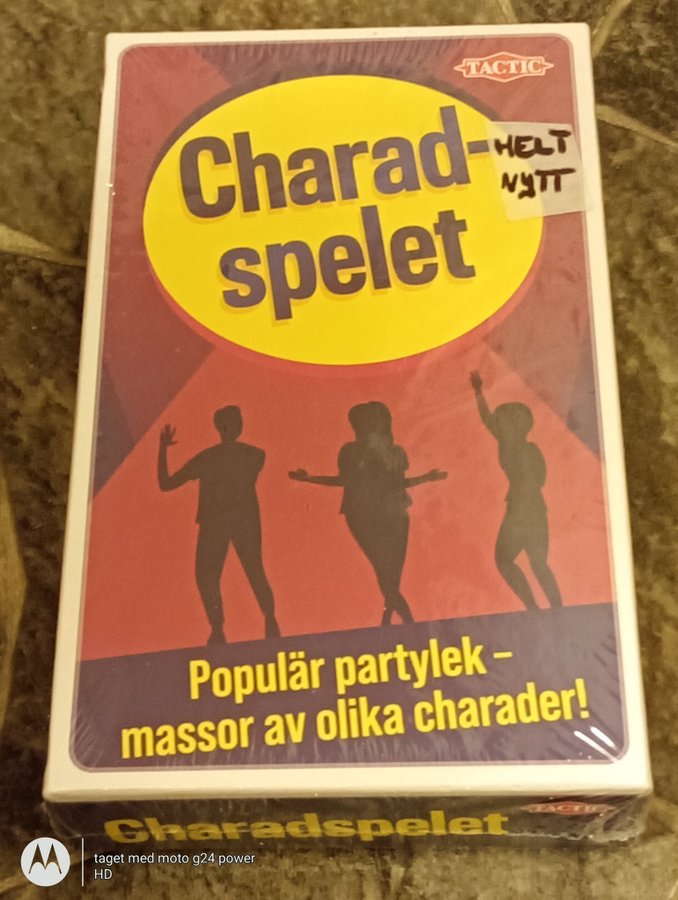 TACTIC
Charad-
spelet
HELT
NYTT
Populär partylek –
massor av olika charader!
Charadspelet
TACTIC
taget med moto g24 power
HD